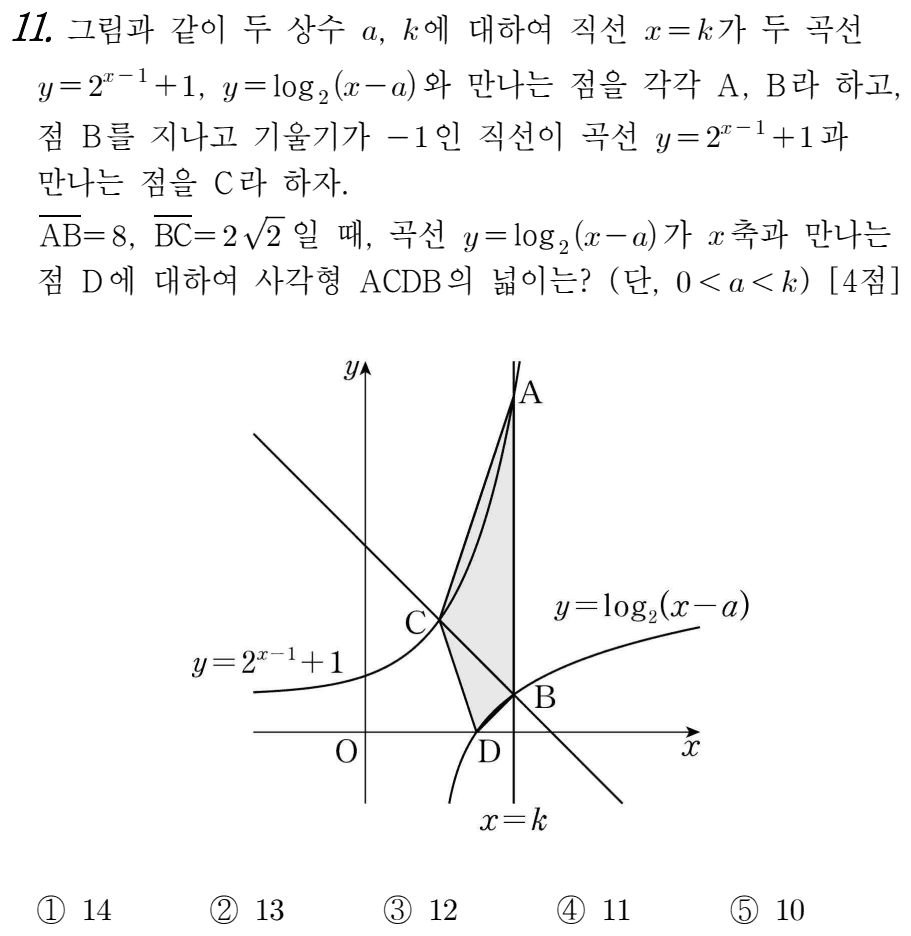 11. 그림과 같이 두 상수 a, k에 대하여 직선 x=k가 두 곡선
y=2^{x-1}+1, y=log₂(x-a)와 만나는 점을 각각 A, B라 하고,
점 B를 지나고 기울기가 -1인 직선이 곡선 y=2^{x-1}+1과
만나는 점을 C라 하자.
\overline{AB}=8, \overline{BC}=2√2 일 때, 곡선 y=log₂(x-a)가 x축과 만나는
점 D에 대하여 사각형 ACDB의 넓이는? (단, 0<a<k) [4점]
y
A
y=log₂(x-a)
C
y=2^{x-1}+1
B
O
D
x
x=k
① 14 ② 13 ③ 12 ④ 11 ⑤ 10